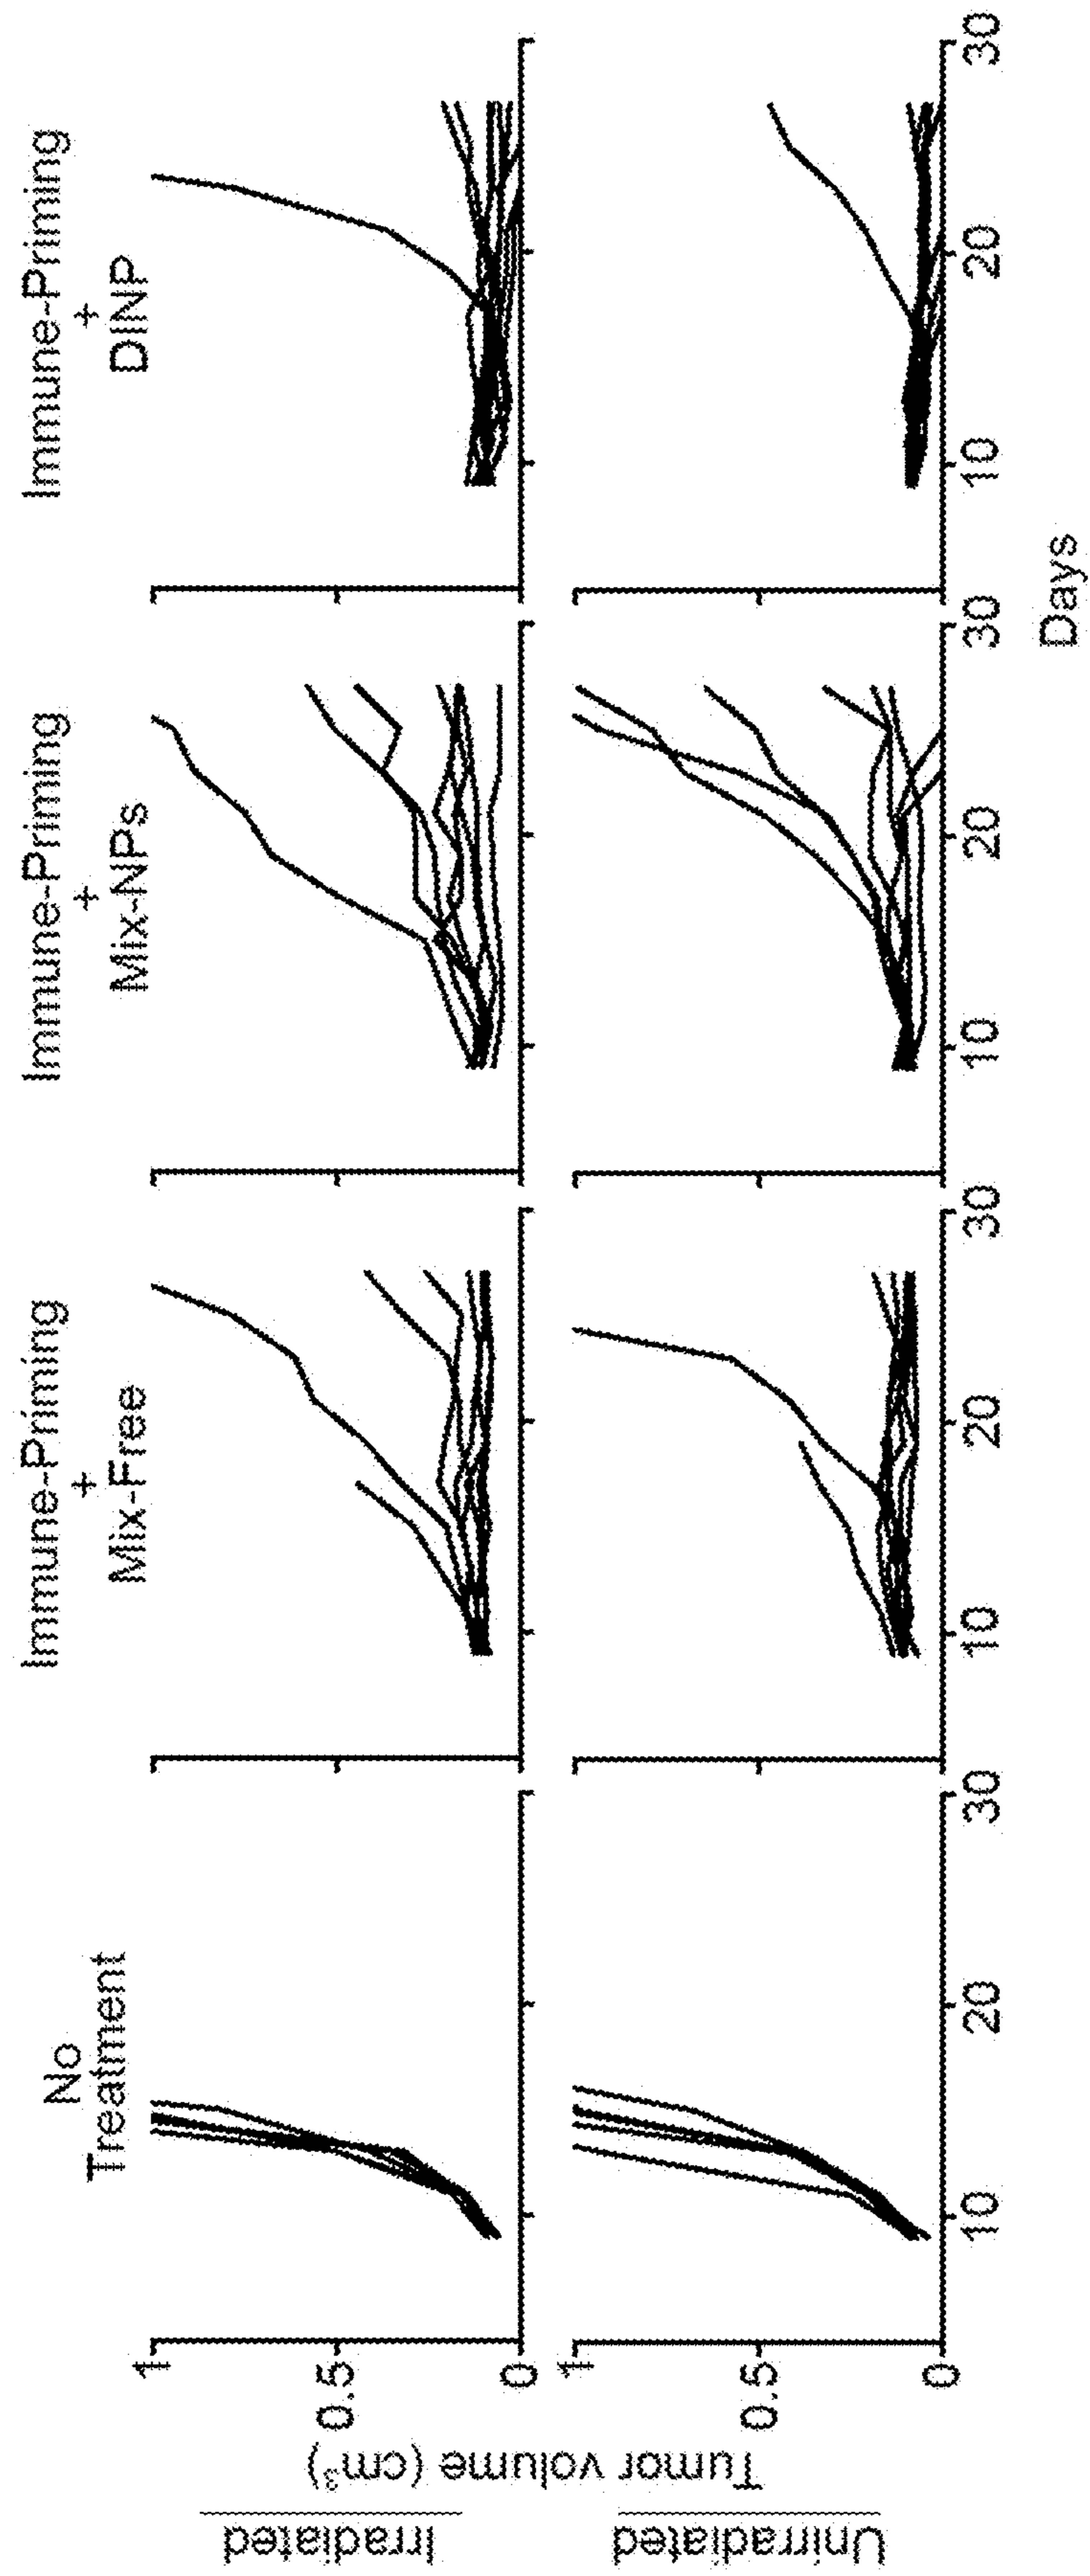 No
Treatment
Immune-Priming
+
Mix-Free
Immune-Priming
+
Mix-NPs
Immune-Priming
+
DINP
Irradiated
Unirradiated
Tumor volume (cm³)
1
0.5
0
1
0.5
0
10
20
30
10
20
30
10
20
30
10
20
30
Days